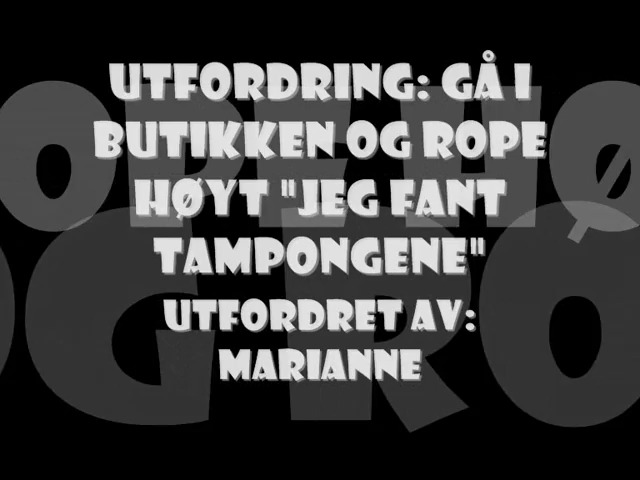 UTFORDRING: GÅ I
BUTIKKEN OG ROPE
HØYT "JEG FANT
TAMPONGENE"
UTFORDRET AV:
MARIANNE